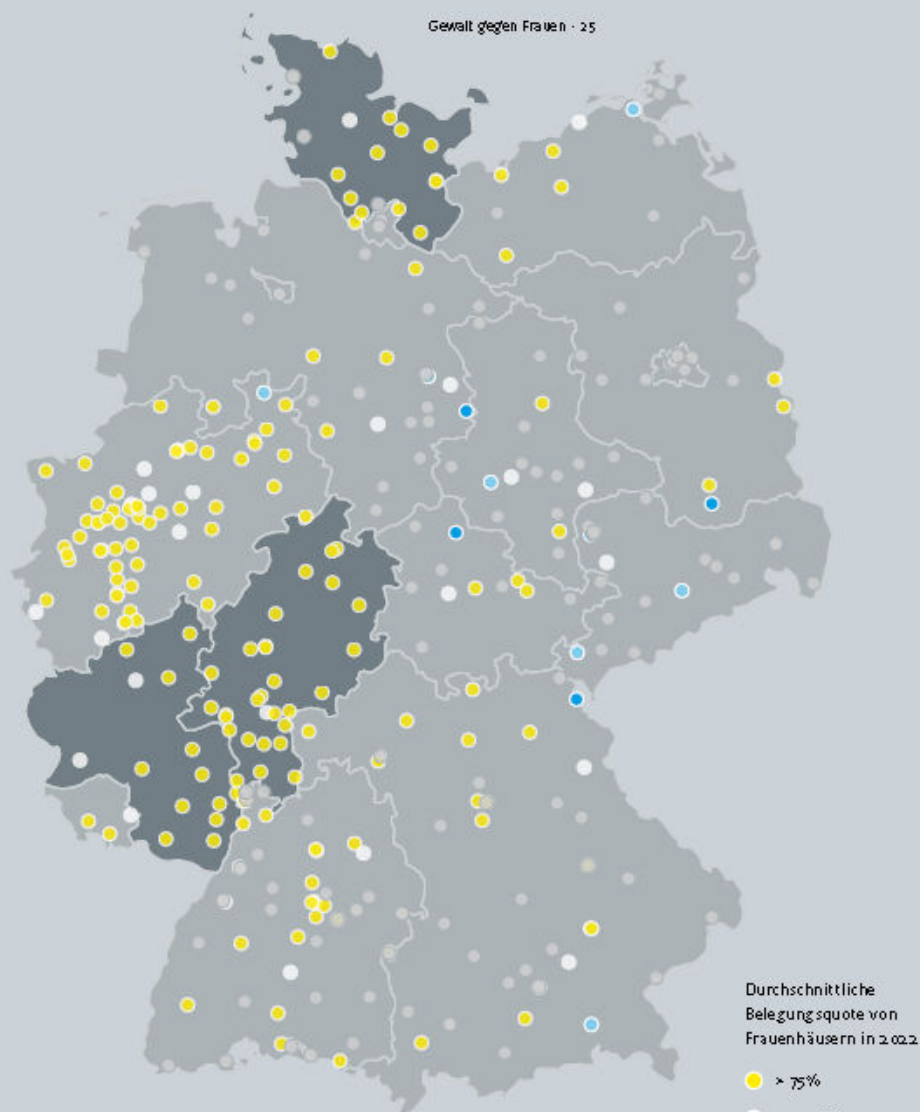 Gewalt gegen Frauen · 25
Durchschnittliche
Belegungsquote von
Frauenhäusern in 2022
> 75%